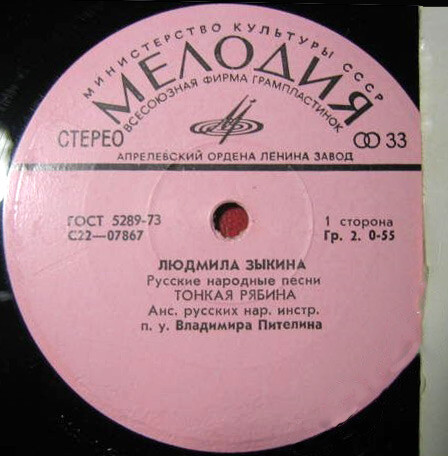 МИНИСТЕРСТВО КУЛЬТУРЫ СССР
МЕЛОДИЯ
ВСЕСОЮЗНАЯ ФИРМА ГРАМПЛАСТИНОК
СТЕРЕО
33
АПРЕЛЕВСКИЙ ОРДЕНА ЛЕНИНА ЗАВОД
ГОСТ 5289-73
С22—07867
1 сторона
Гр. 2. 0-55
ЛЮДМИЛА ЗЫКИНА
Русские народные песни
ТОНКАЯ РЯБИНА
Анс. русских нар. инстр.
п. у. Владимира Пителина